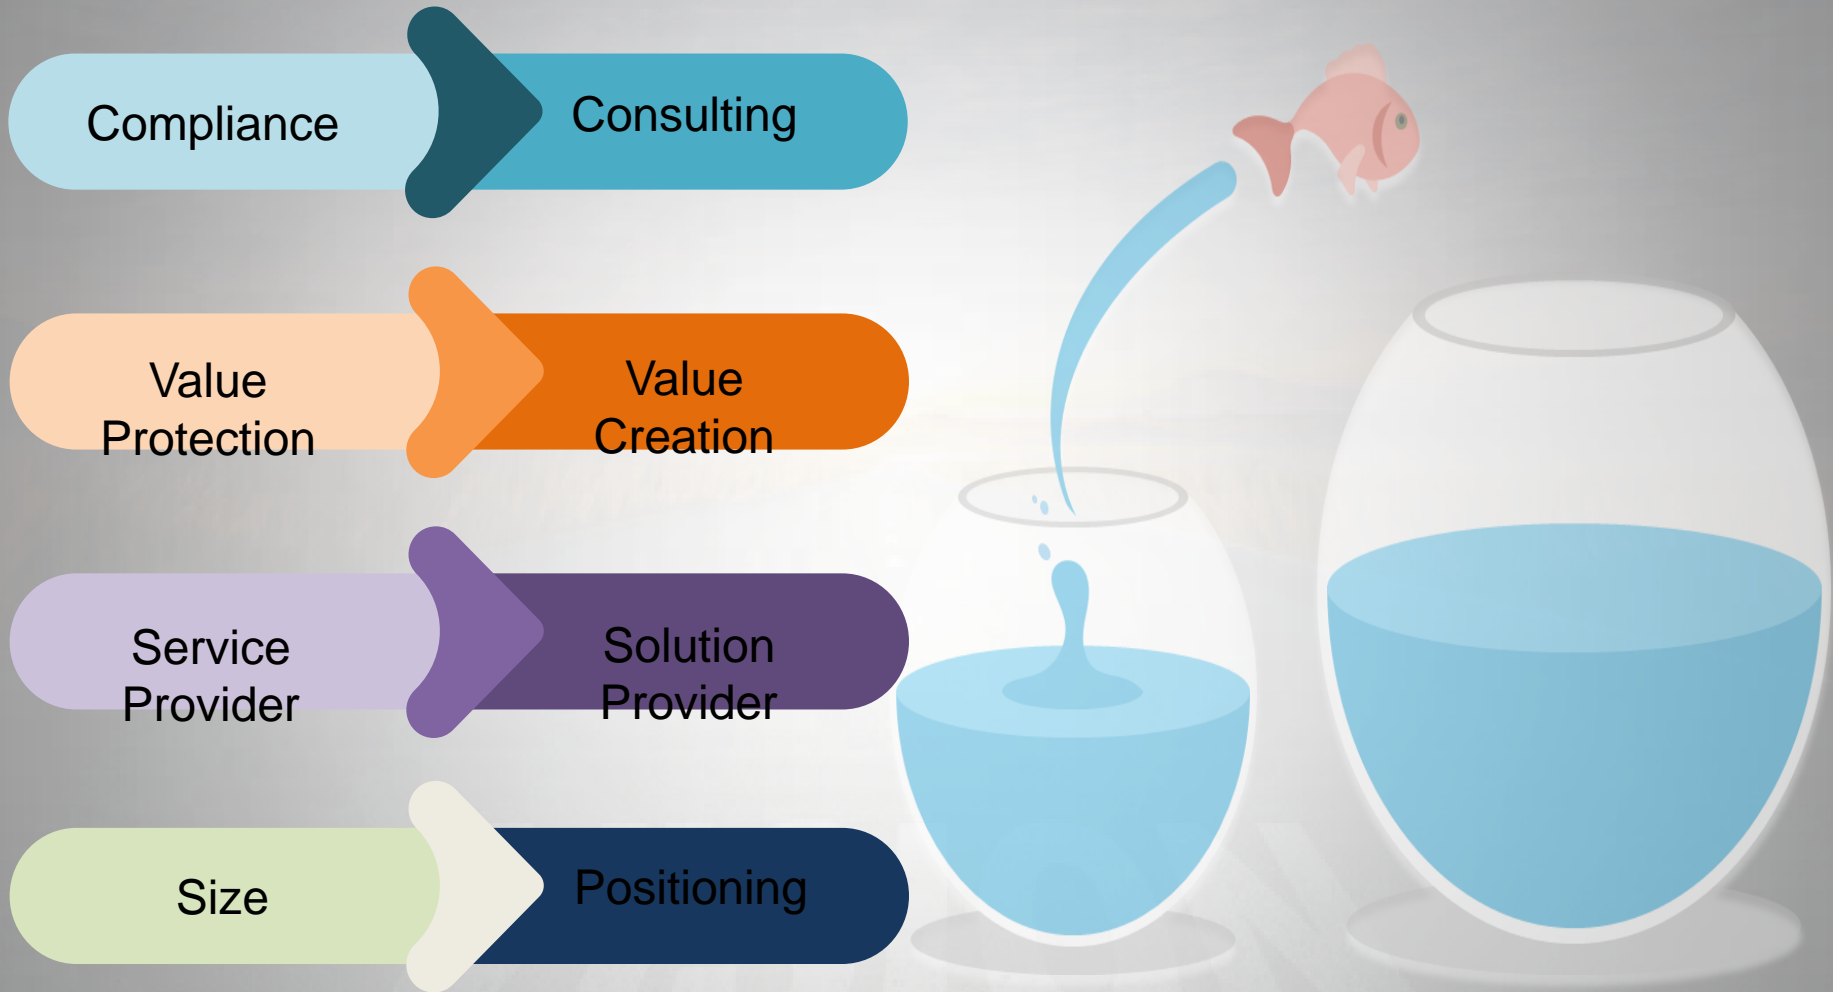 Compliance
Consulting
Value
Protection
Value
Creation
Service
Provider
Solution
Provider
Size
Positioning